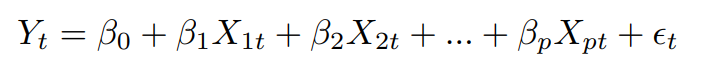 Y_t = β_0 + β_1X_{1t} + β_2X_{2t} + ... + β_pX_{pt} + ϵ_t